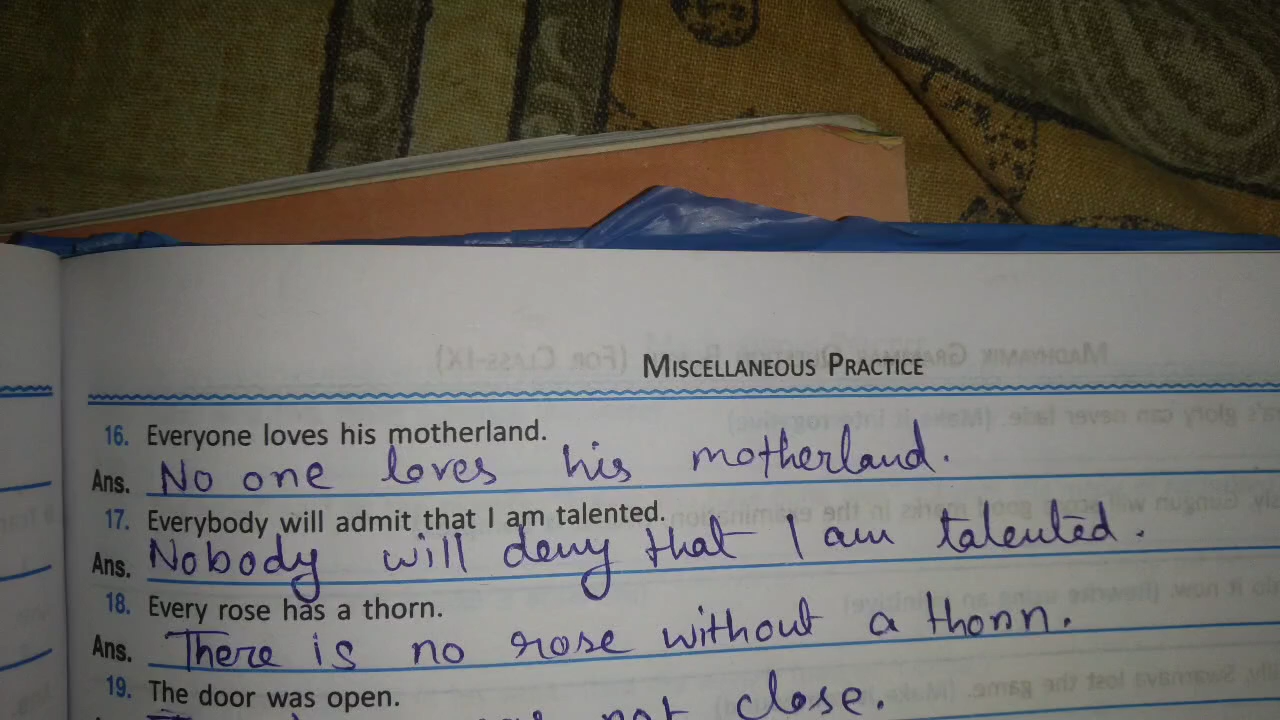 MISCELLANEOUS PRACTICE
16. Everyone loves his motherland.
Ans. No one loves his motherland.
17. Everybody will admit that I am talented.
Ans. Nobody will deny that I am talented.
18. Every rose has a thorn.
Ans. There is no rose without a thorn.
19. The door was open.
not close.